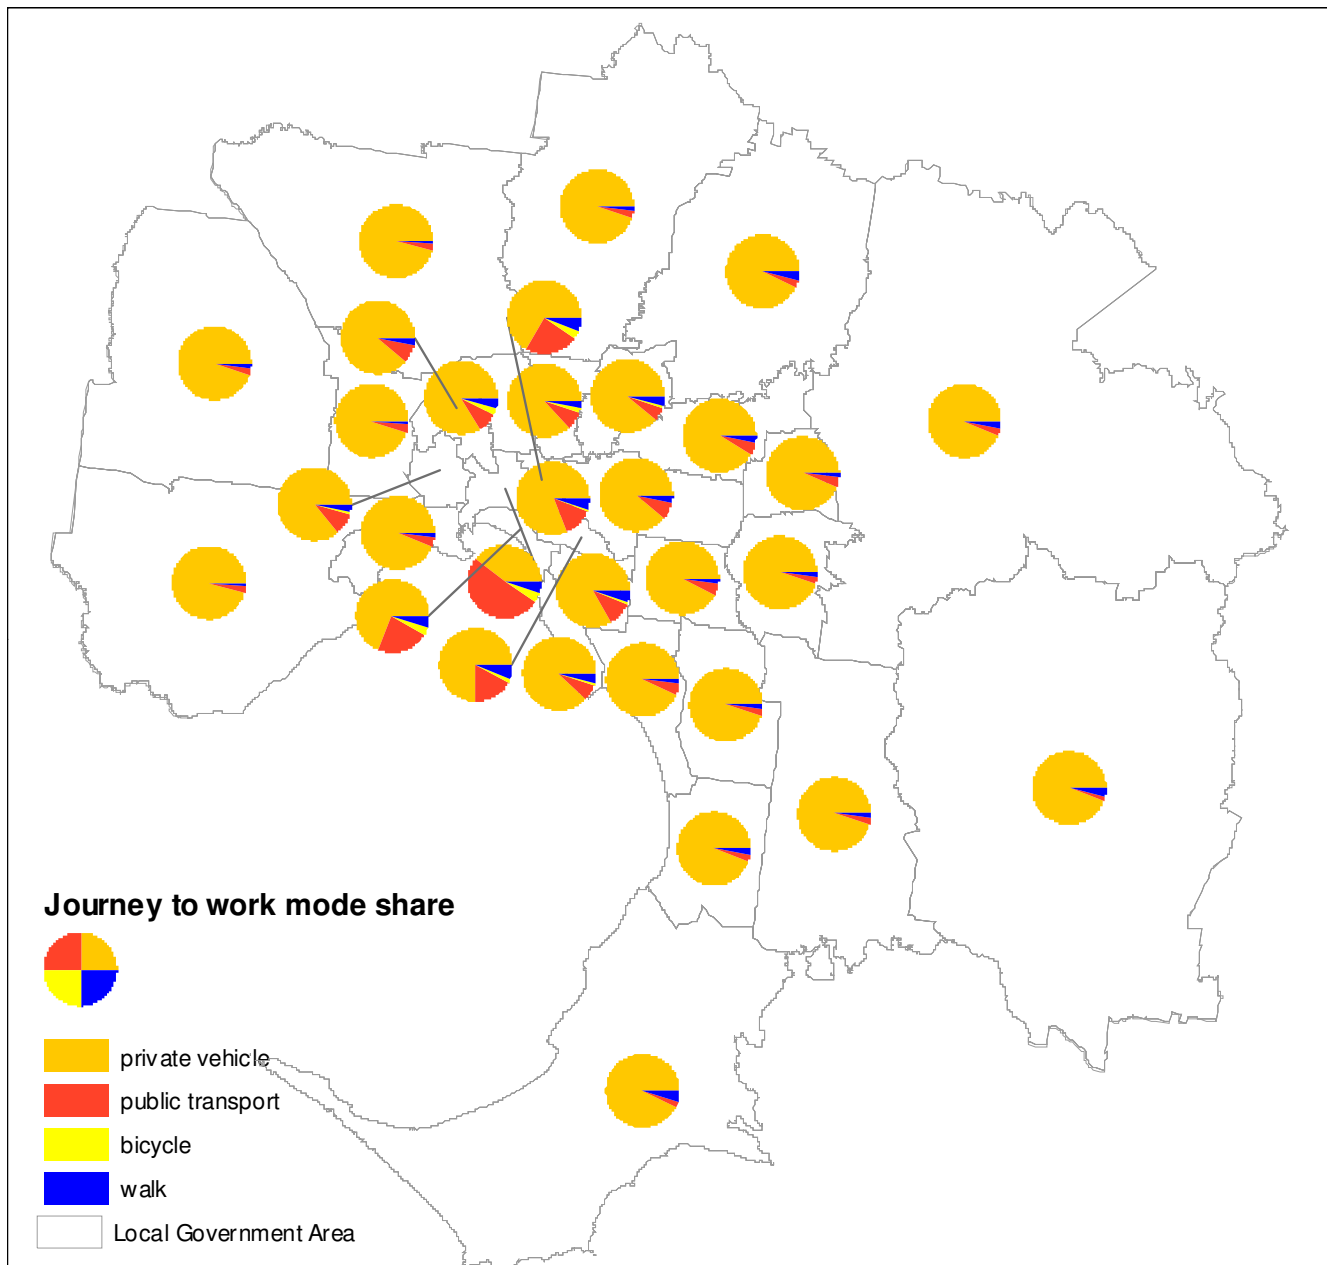 Journey to work mode share
private vehicle
public transport
bicycle
walk
Local Government Area